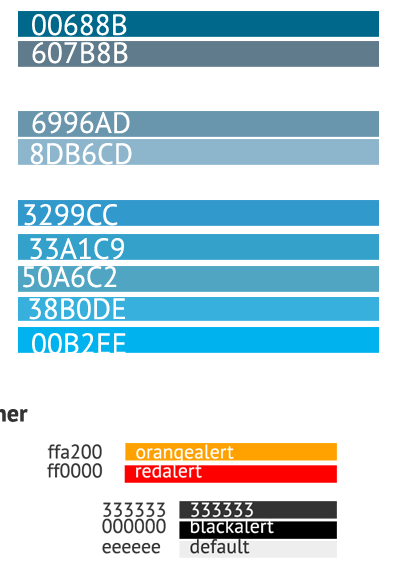 00688B
607B8B
6996AD
8DB6CD
3299CC
33A1C9
50A6C2
38B0DE
00B2EE
her
ffa200 orangealert
ff0000 redalert
333333 333333
000000 blackalert
eeeeee default